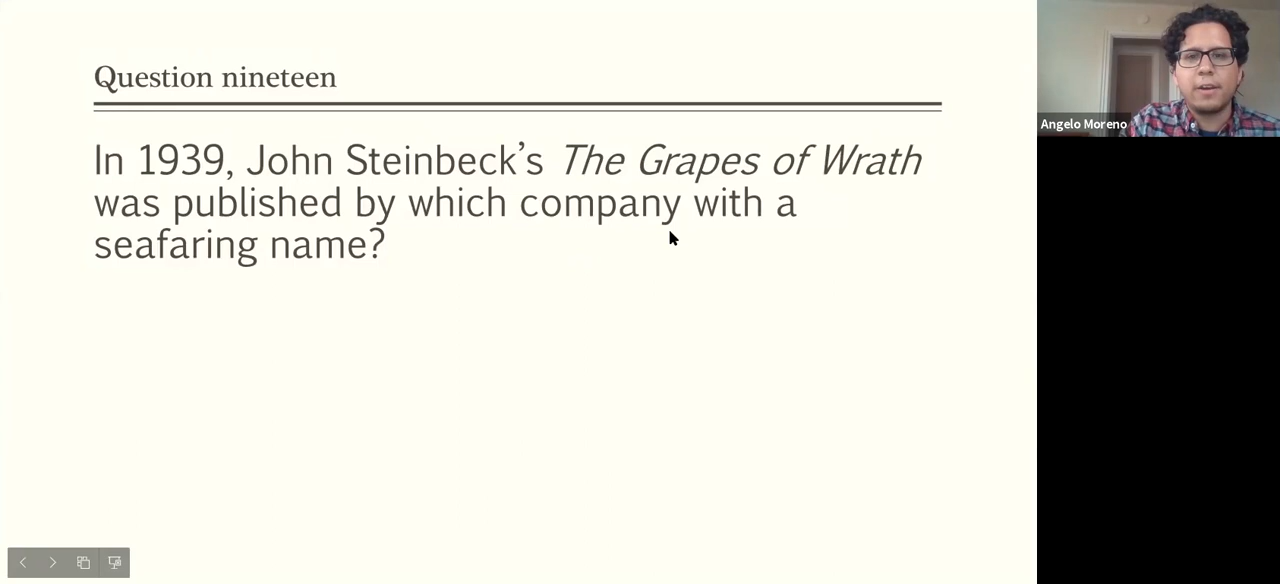 Question nineteen
In 1939, John Steinbeck’s The Grapes of Wrath
was published by which company with a
seafaring name?
Angelo Moreno